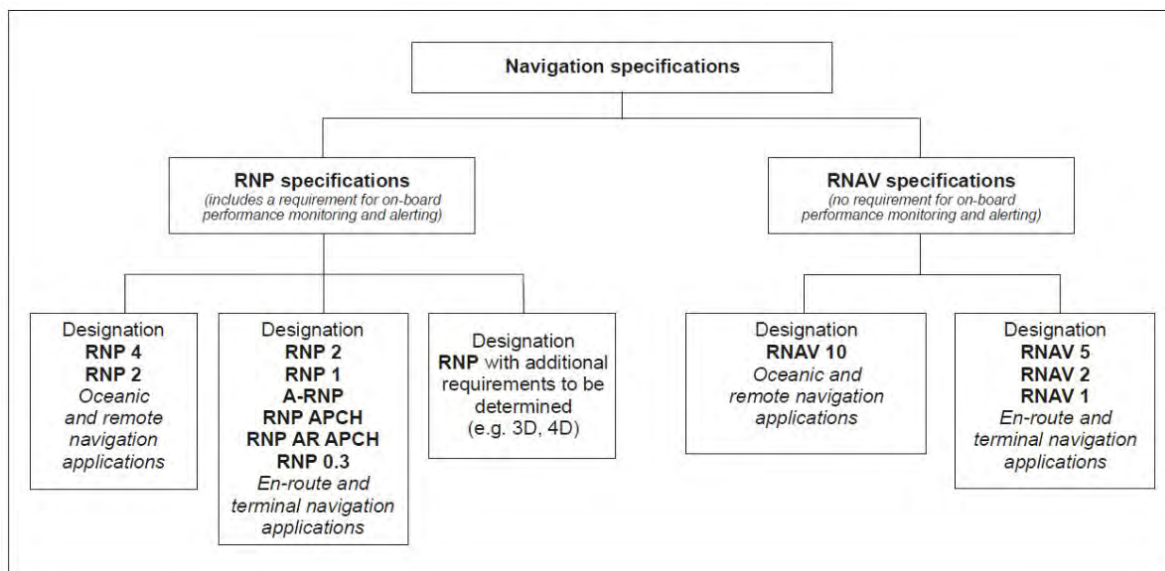 Navigation specifications
RNP specifications
(includes a requirement for on-board
performance monitoring and alerting)
RNAV specifications
(no requirement for on-board
performance monitoring and alerting)
Designation
RNP 4
RNP 2
Oceanic
and remote
navigation
applications
Designation
RNP 2
RNP 1
A-RNP
RNP APCH
RNP AR APCH
RNP 0.3
En-route and
terminal navigation
applications
Designation
RNP with additional
requirements to be
determined
(e.g. 3D, 4D)
Designation
RNAV 10
Oceanic and
remote navigation
applications
Designation
RNAV 5
RNAV 2
RNAV 1
En-route and
terminal navigation
applications